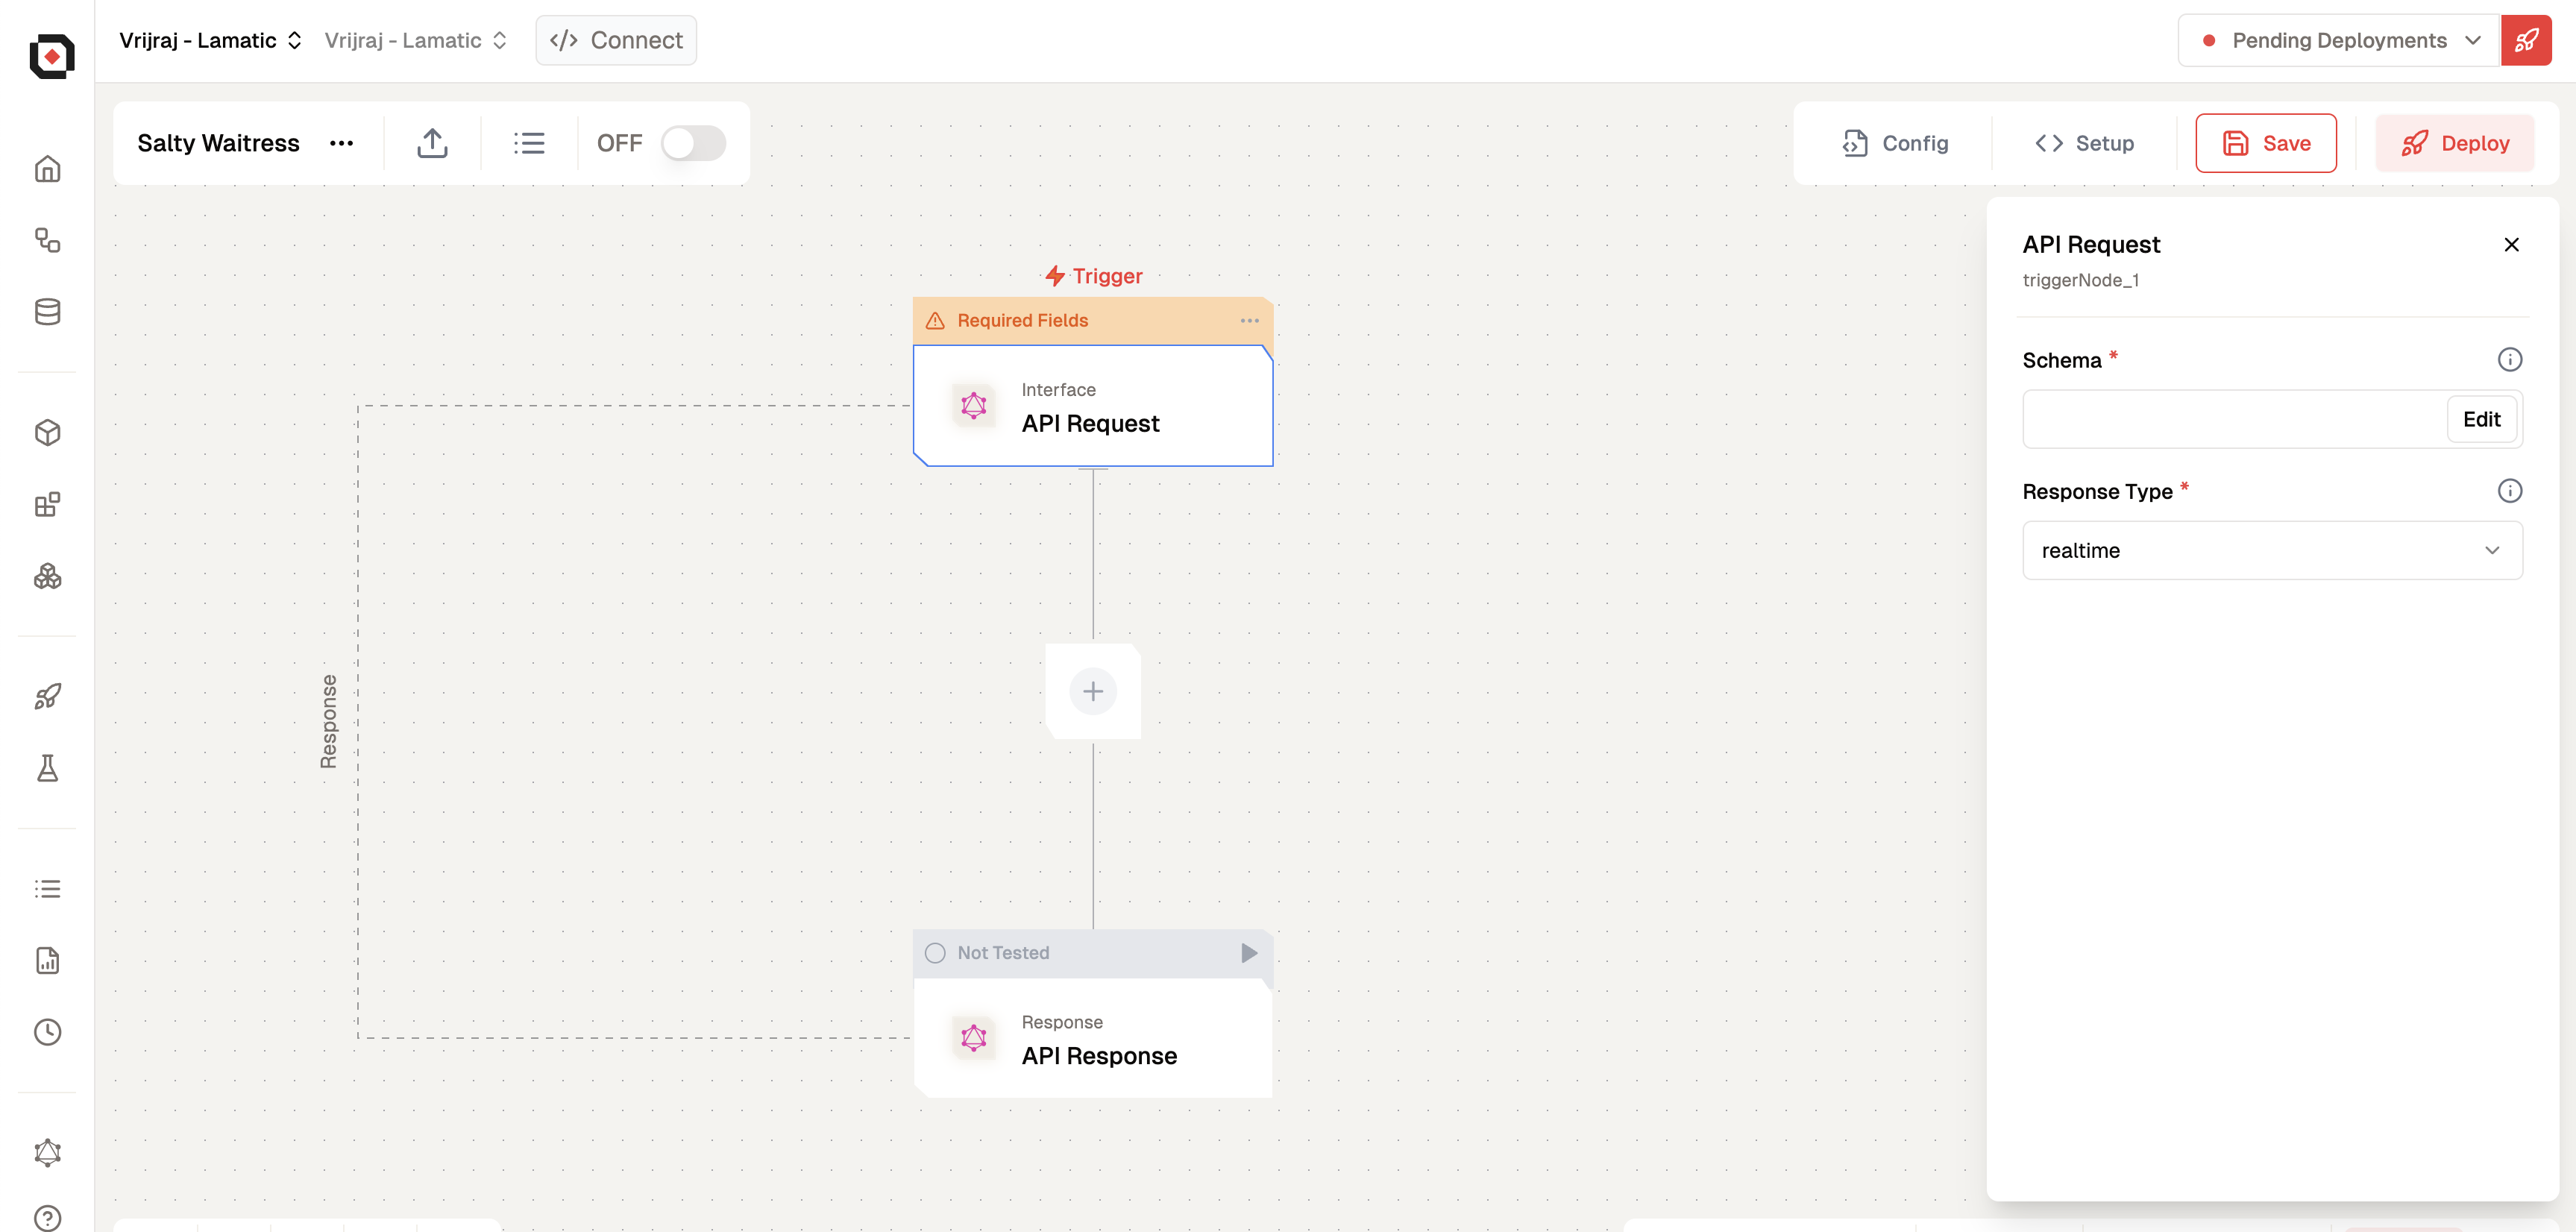 Vrijraj - Lamatic
Vrijraj - Lamatic
</> Connect
Pending Deployments
Salty Waitress
OFF
Config
Setup
Save
Deploy
Trigger
Required Fields
Interface
API Request
Response
Not Tested
Response
API Response
API Request
triggerNode_1
Schema *
Edit
Response Type *
realtime